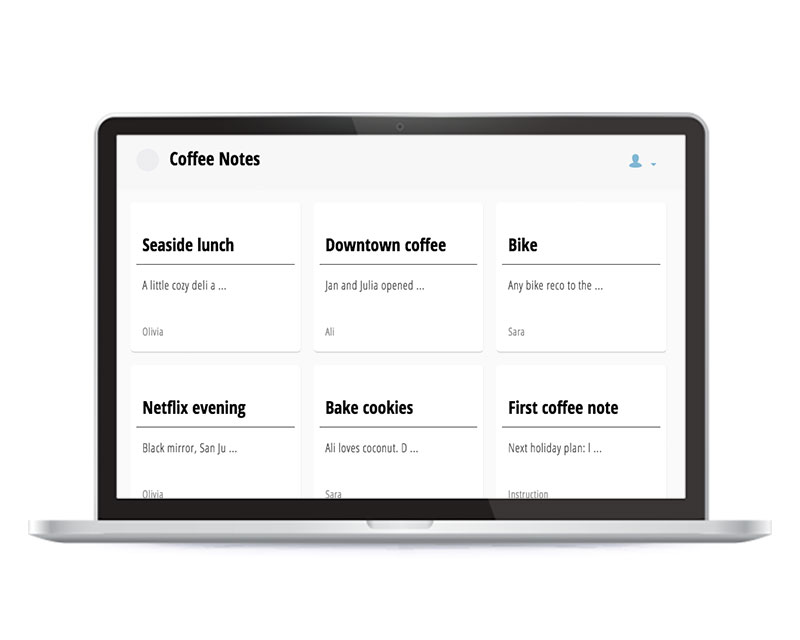 Coffee Notes
Seaside lunch
A little cozy deli a ...
Olivia
Downtown coffee
Jan and Julia opened ...
Ali
Bike
Any bike reco to the ...
Sara
Netflix evening
Black mirror, San Ju ...
Olivia
Bake cookies
Ali loves coconut. D ...
Sara
First coffee note
Next holiday plan: l ...
Instruction